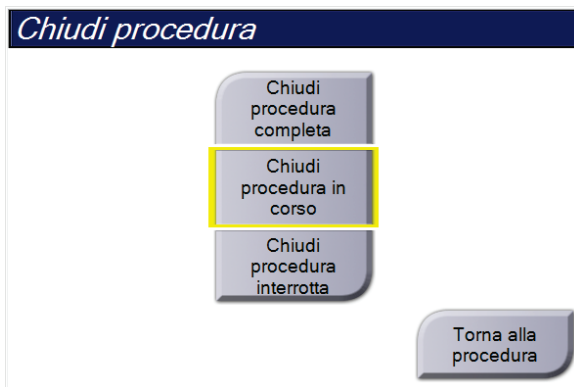 Chiudi procedura
Chiudi
procedura
completa
Chiudi
procedura in
corso
Chiudi
procedura
interrotta
Torna alla
procedura